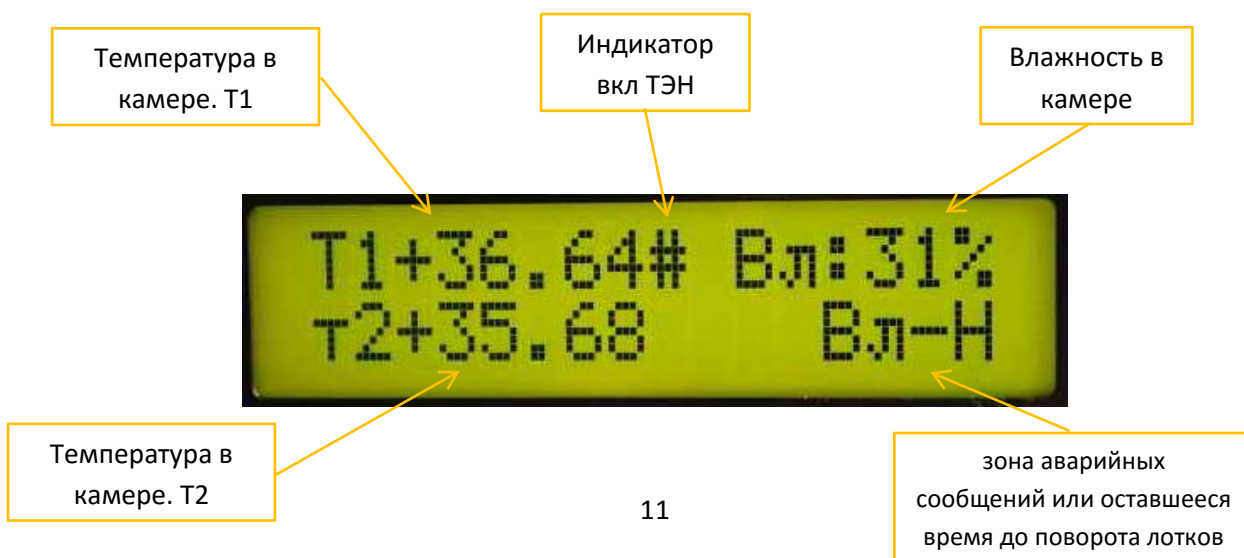 Температура в
камере. Т1
Индикатор
вкл ТЭН
Влажность в
камере
Т1+36.64# Вл:31%
т2+35.68 Вл-Н
Температура в
камере. Т2
зона аварийных
сообщений или оставшееся
время до поворота лотков
11